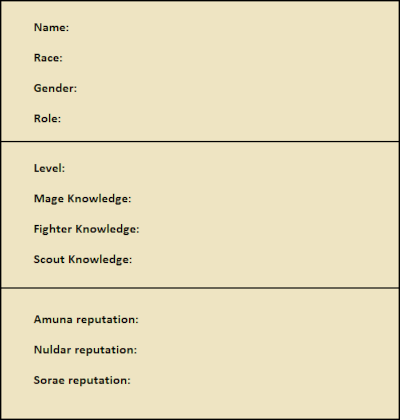 Name:
Race:
Gender:
Role:
Level:
Mage Knowledge:
Fighter Knowledge:
Scout Knowledge:
Amuna reputation:
Nuldar reputation:
Sorae reputation: